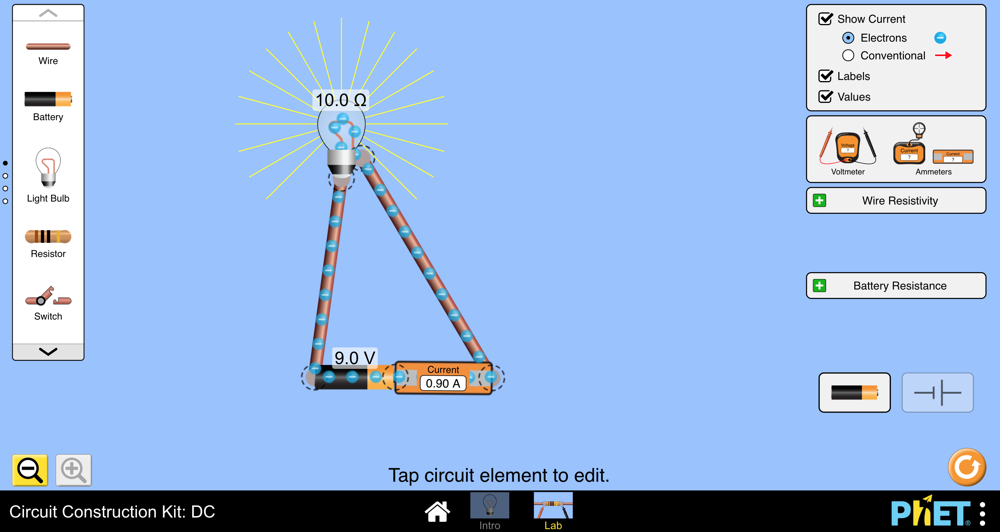 Wire
Battery
Light Bulb
Resistor
Switch
10.0 Ω
9.0 V
Current
0.90 A
Show Current
Electrons
Conventional
Labels
Values
Voltage
?
Current
?
Current
?
Voltmeter
Ammeters
Wire Resistivity
Battery Resistance
Tap circuit element to edit.
Circuit Construction Kit: DC
Intro
Lab
PhET®